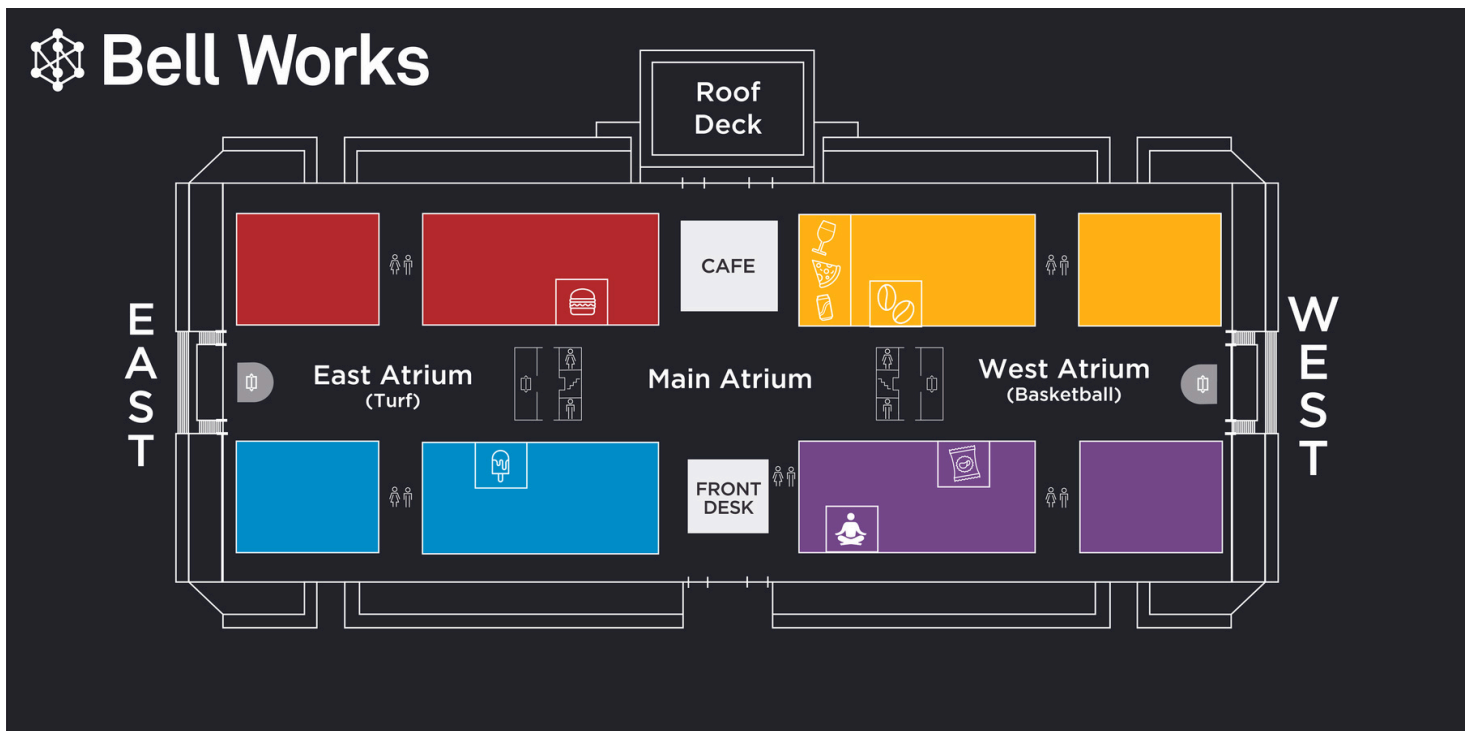 Bell Works
Roof
Deck
CAFE
EAST
WEST
East Atrium
(Turf)
Main Atrium
West Atrium
(Basketball)
FRONT
DESK